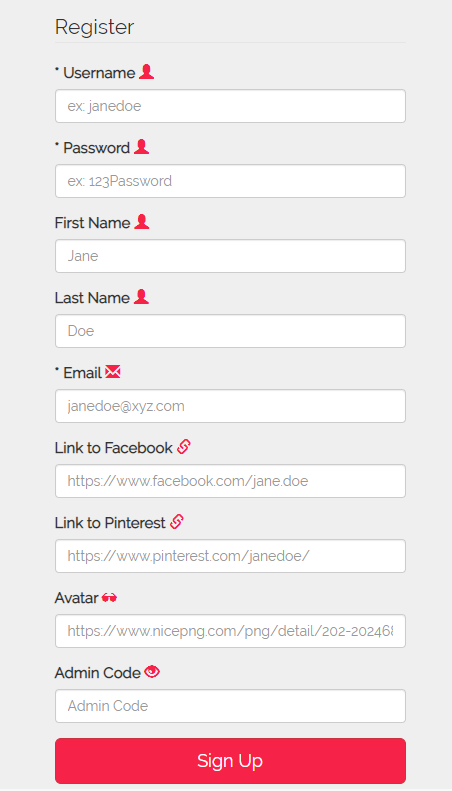 Register
* Username
ex: janedoe
* Password
ex: 123Password
First Name
Jane
Last Name
Doe
* Email
janedoe@xyz.com
Link to Facebook
https://www.facebook.com/jane.doe
Link to Pinterest
https://www.pinterest.com/janedoe/
Avatar
https://www.nicepng.com/png/detail/202-202468
Admin Code
Admin Code
Sign Up